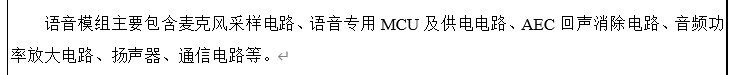 语音模组主要包含麦克风采样电路、语音专用 MCU 及供电电路、AEC 回声消除电路、音频功
率放大电路、扬声器、通信电路等。